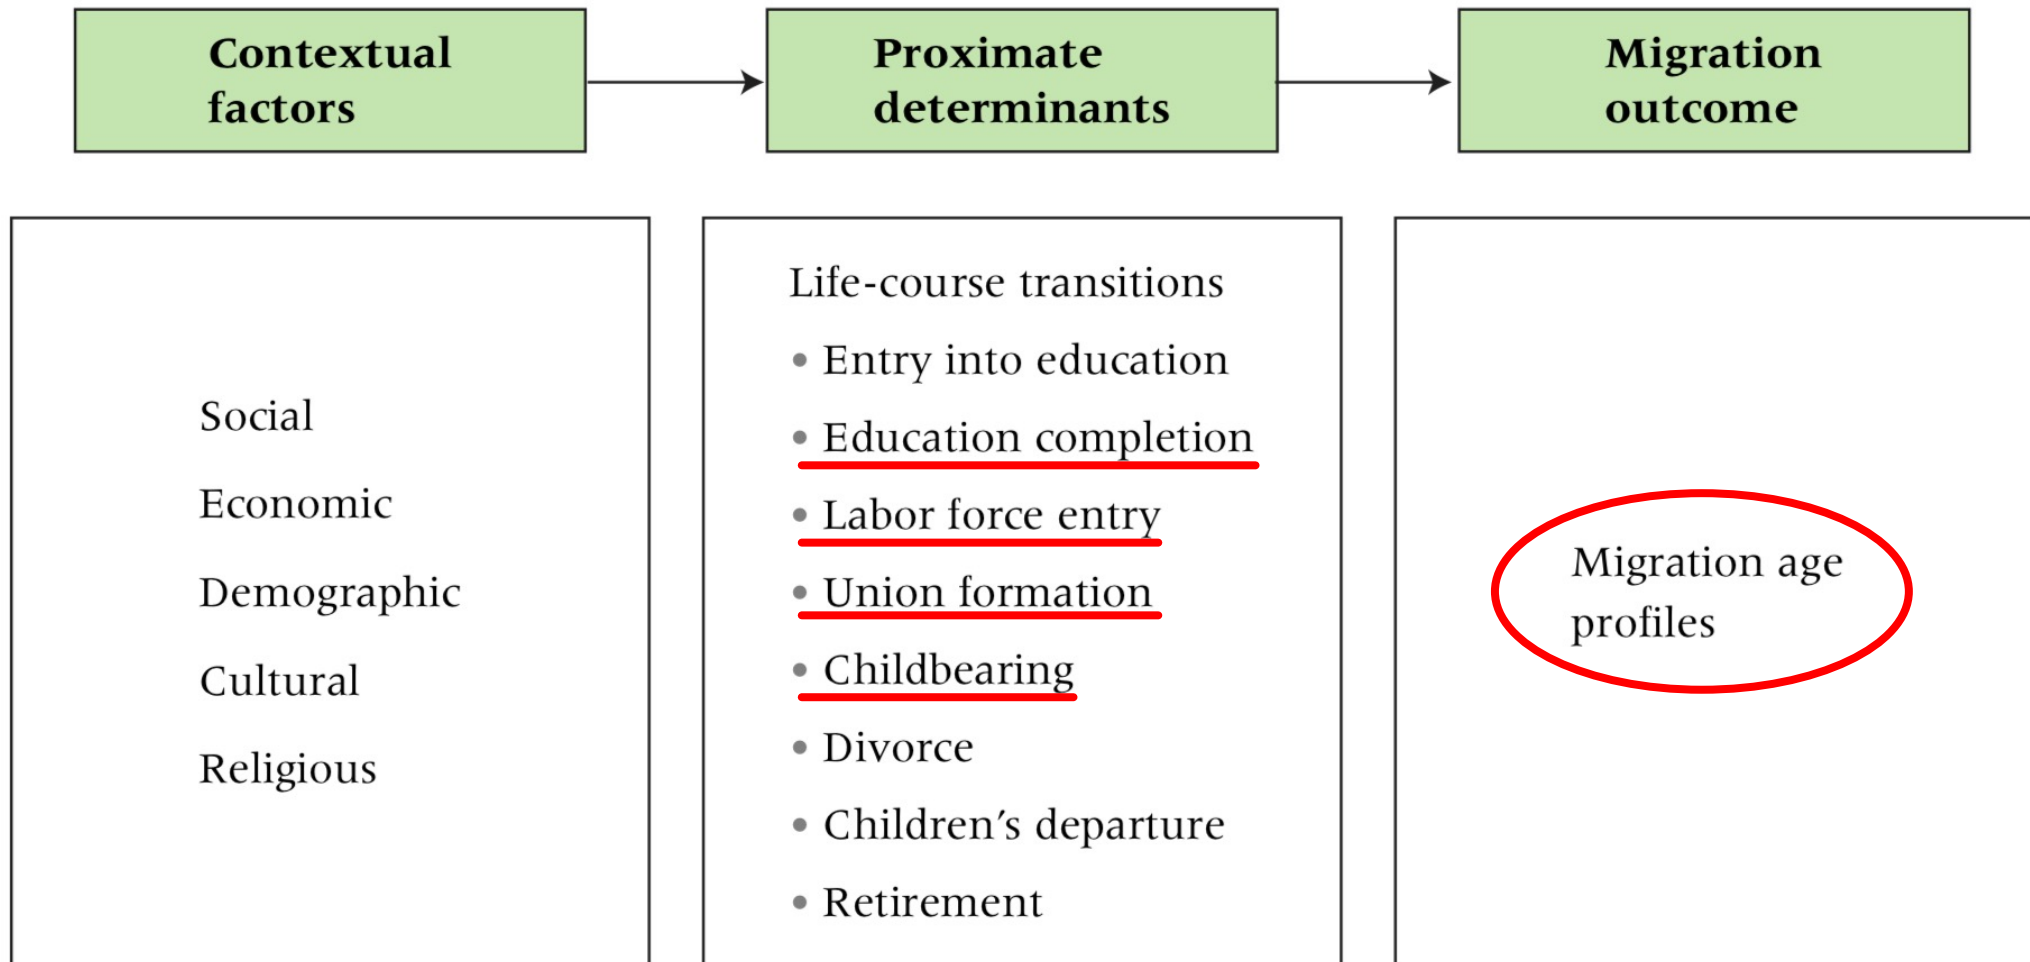 Contextual
factors
Proximate
determinants
Migration
outcome
Social
Economic
Demographic
Cultural
Religious
Life-course transitions
• Entry into education
• Education completion
• Labor force entry
• Union formation
• Childbearing
• Divorce
• Children’s departure
• Retirement
Migration age
profiles